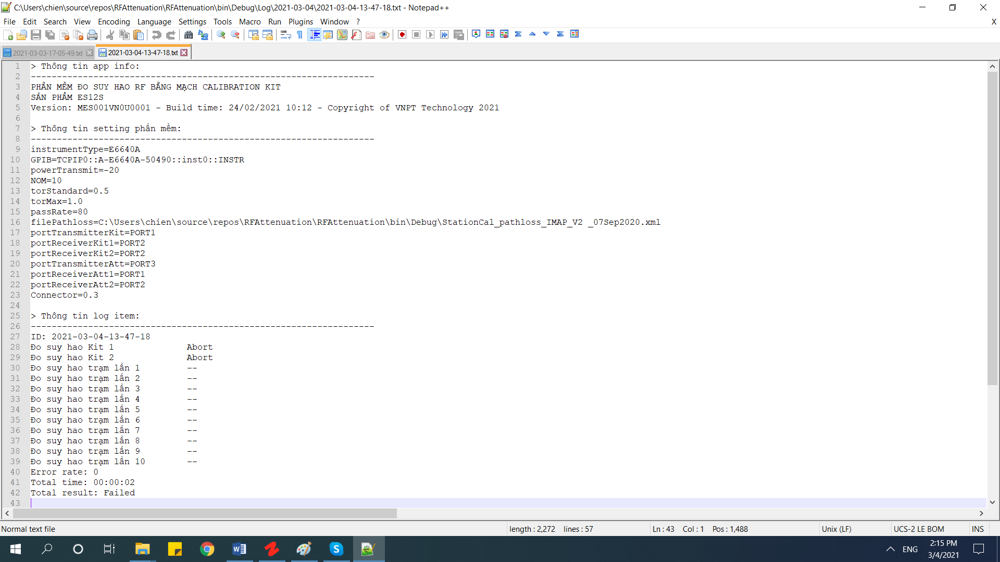 C:\Users\chien\source\repos\RFAttenuation\RFAttenuation\bin\Debug\Log\2021-03-04\2021-03-04-13-47-18.txt - Notepad++
File Edit Search View Encoding Language Settings Tools Macro Run Plugins Window ? X
2021-03-03-17-05-49.txt 2021-03-04-13-47-18.txt
1 > Thông tin app info:
2 ------------------------------------------------------------------
3 PHẦN MỀM ĐO SUY HAO RF BẰNG MẠCH CALIBRATION KIT
4 SẢN PHẨM ES12S
5 Version: MES001VN0U0001 - Build time: 24/02/2021 10:12 - Copyright of VNPT Technology 2021
6
7 > Thông tin setting phần mềm:
8 ------------------------------------------------------------------
9 instrumentType=E6640A
10 GPIB=TCPIP0::A-E6640A-50490::inst0::INSTR
11 powerTransmit=-20
12 NOM=10
13 torStandard=0.5
14 torMax=1.0
15 passRate=80
16 filePathloss=C:\Users\chien\source\repos\RFAttenuation\RFAttenuation\bin\Debug\StationCal_pathloss_IMAP_V2 _07Sep2020.xml
17 portTransmitterKit=PORT1
18 portReceiverKit1=PORT2
19 portReceiverKit2=PORT2
20 portTransmitterAtt=PORT3
21 portReceiverAtt1=PORT1
22 portReceiverAtt2=PORT2
23 Connector=0.3
24
25 > Thông tin log item:
26 ------------------------------------------------------------------
27 ID: 2021-03-04-13-47-18
28 Đo suy hao Kit 1 Abort
29 Đo suy hao Kit 2 Abort
30 Đo suy hao trạm lần 1 --
31 Đo suy hao trạm lần 2 --
32 Đo suy hao trạm lần 3 --
33 Đo suy hao trạm lần 4 --
34 Đo suy hao trạm lần 5 --
35 Đo suy hao trạm lần 6 --
36 Đo suy hao trạm lần 7 --
37 Đo suy hao trạm lần 8 --
38 Đo suy hao trạm lần 9 --
39 Đo suy hao trạm lần 10 --
40 Error rate: 0
41 Total time: 00:00:02
42 Total result: Failed
43
Normal text file length : 2,272 lines : 57 Ln : 43 Col : 1 Pos : 1,488 Unix (LF) UCS-2 LE BOM INS
ENG 2:15 PM
3/4/2021